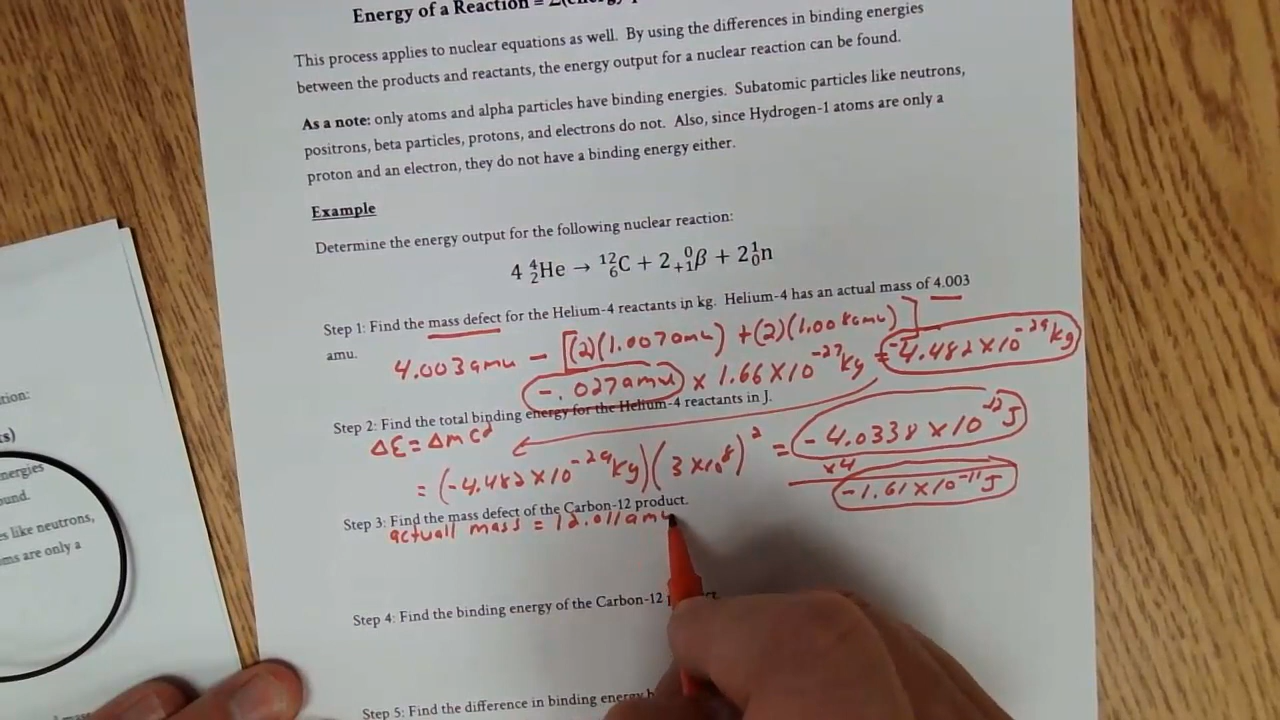 Energy of a Reaction = Σ(energy
This process applies to nuclear equations as well. By using the differences in binding energies
between the products and reactants, the energy output for a nuclear reaction can be found.
As a note: only atoms and alpha particles have binding energies. Subatomic particles like neutrons,
positrons, beta particles, protons, and electrons do not. Also, since Hydrogen-1 atoms are only a
proton and an electron, they do not have a binding energy either.
Example
Determine the energy output for the following nuclear reaction:
4 ⁴₂He → ¹²₆C + 2 ⁰₊₁β + 2 ¹₀n
Step 1: Find the mass defect for the Helium-4 reactants in kg. Helium-4 has an actual mass of 4.003
amu.
4.003amu - [(2)(1.007amu) + (2)(1.008amu)]
-.027amu × 1.66×10⁻²⁷kg = -4.482×10⁻²⁹kg
Step 2: Find the total binding energy for the Helium-4 reactants in J.
ΔE = Δmc²
= (-4.482×10⁻²⁹kg)(3×10⁸)² = -4.0338×10⁻¹²J
×4
-1.61×10⁻¹¹J
Step 3: Find the mass defect of the Carbon-12 product.
actuall mass = 12.011amu
Step 4: Find the binding energy of the Carbon-12
Step 5: Find the difference in binding energy
tion:
s)
nergies
ound.
s like neutrons,
ms are only a